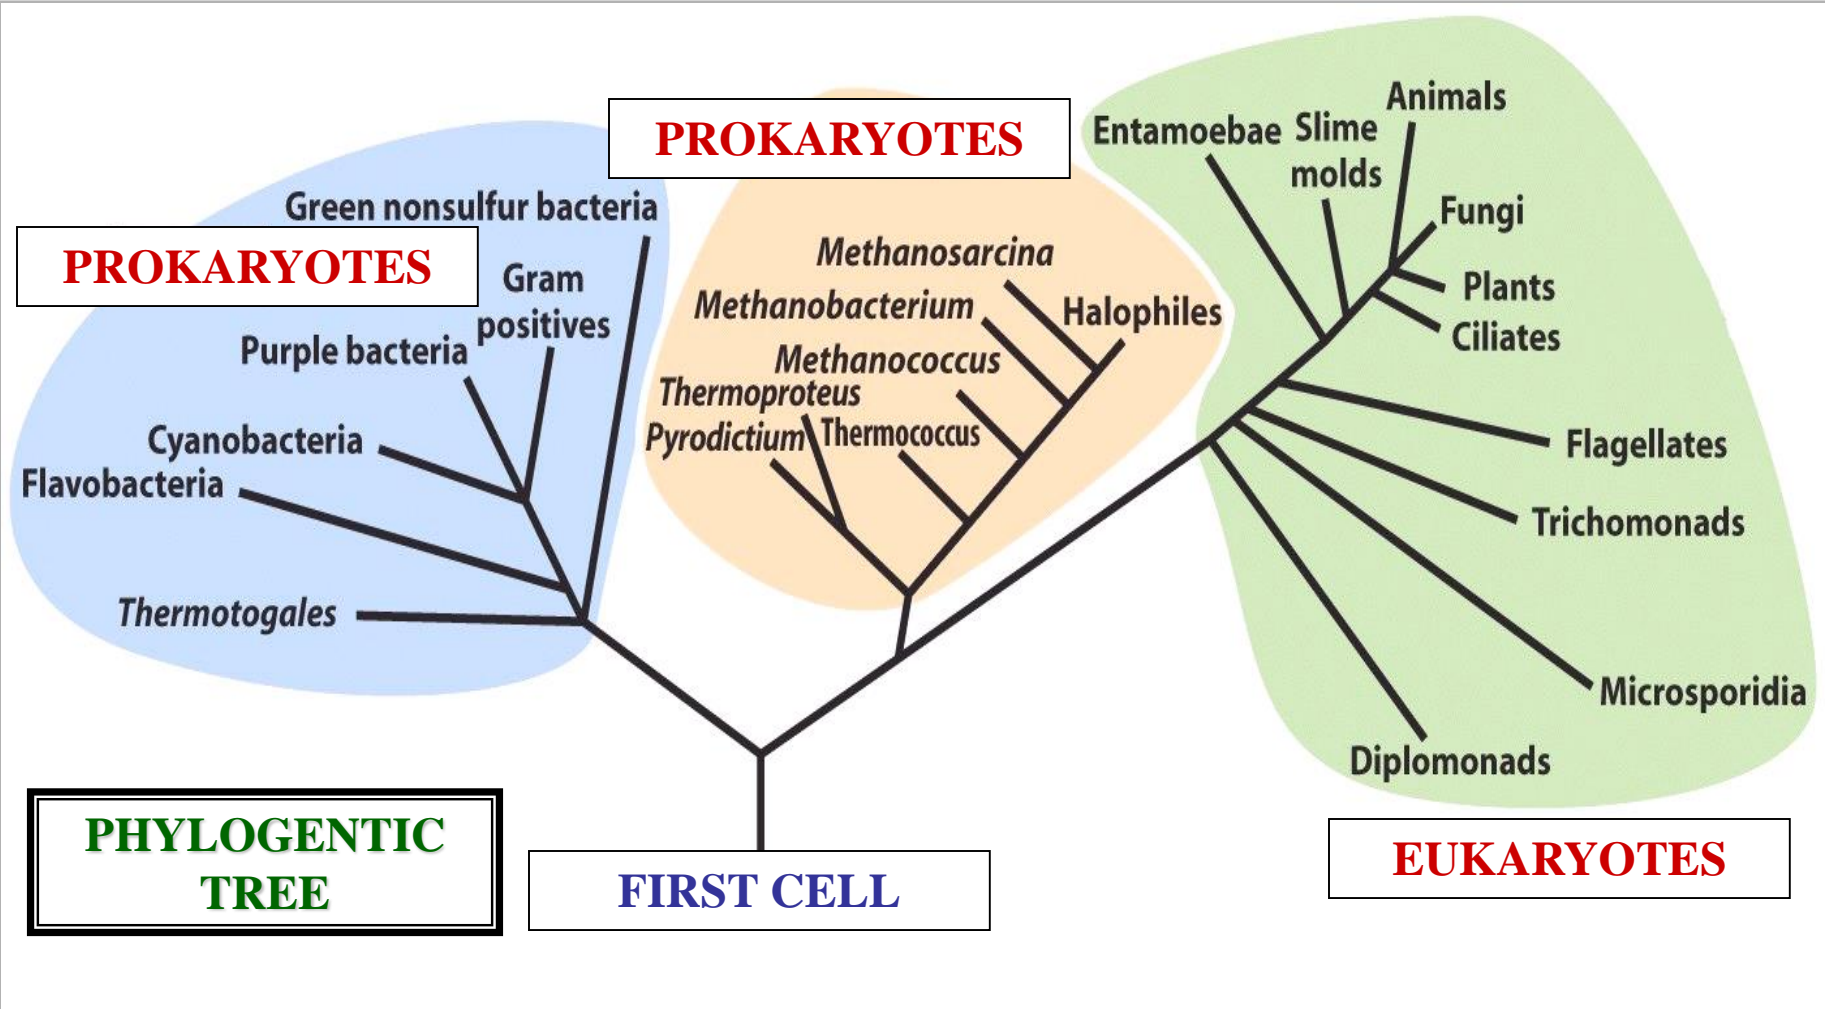 PROKARYOTES
Green nonsulfur bacteria
PROKARYOTES
Gram
positives
Purple bacteria
Cyanobacteria
Flavobacteria
Thermotogales
Methanosarcina
Methanobacterium
Halophiles
Methanococcus
Thermoproteus
Pyrodictium
Thermococcus
Animals
Entamoebae
Slime
molds
Fungi
Plants
Ciliates
Flagellates
Trichomonads
Microsporidia
Diplomonads
PHYLOGENTIC
TREE
FIRST CELL
EUKARYOTES